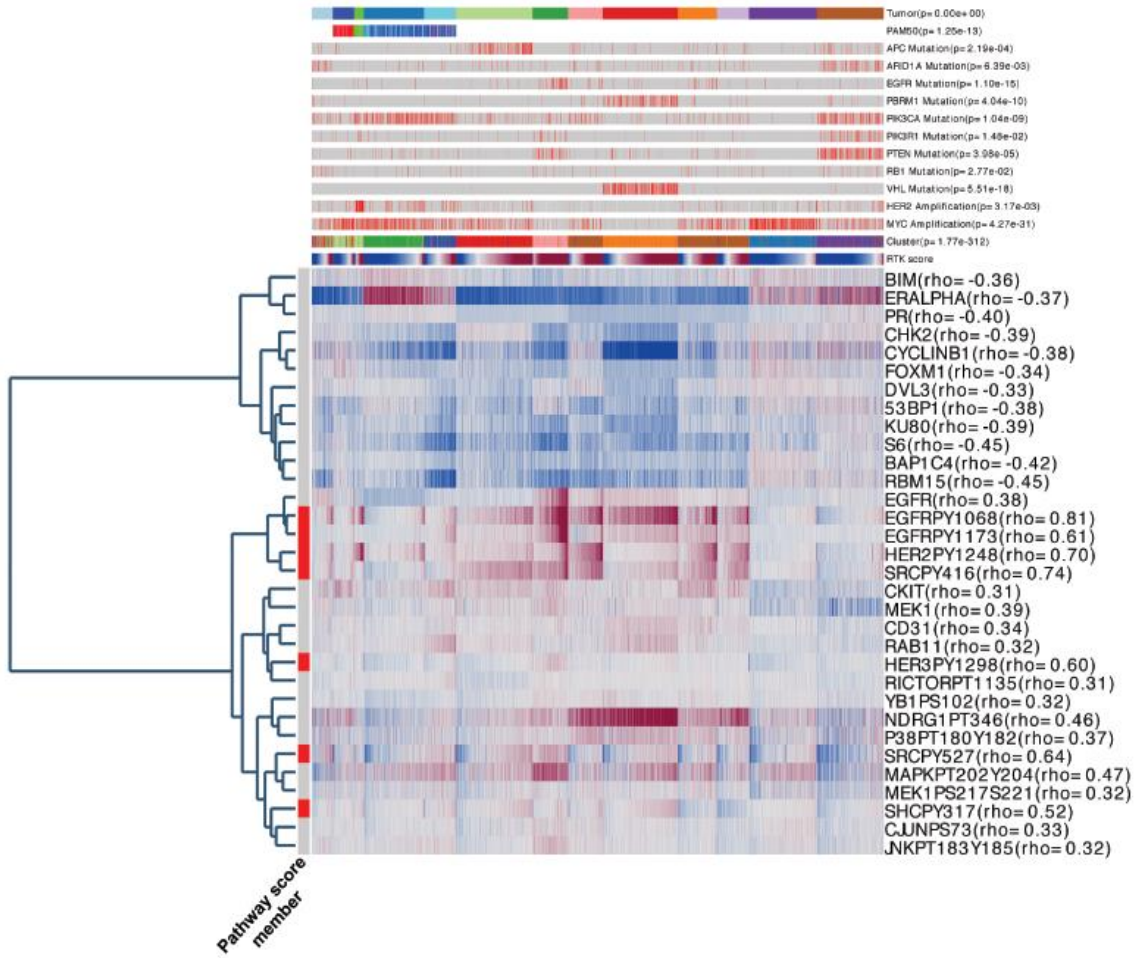 Tumor(p= 0.00e+00)
PAM50(p= 1.25e-13)
APC Mutation(p= 2.19e-04)
ARID1A Mutation(p= 6.39e-03)
EGFR Mutation(p= 1.10e-15)
PBRM1 Mutation(p= 4.04e-10)
PIK3CA Mutation(p= 1.04e-09)
PIK3R1 Mutation(p= 1.46e-02)
PTEN Mutation(p= 3.98e-05)
RB1 Mutation(p= 2.77e-02)
VHL Mutation(p= 5.51e-18)
HER2 Amplification(p= 3.17e-03)
MYC Amplification(p= 4.27e-31)
Cluster(p= 1.77e-312)
RTK score
BIM(rho= -0.36)
ERALPHA(rho= -0.37)
PR(rho= -0.40)
CHK2(rho= -0.39)
CYCLINB1(rho= -0.38)
FOXM1(rho= -0.34)
DVL3(rho= -0.33)
53BP1(rho= -0.38)
KU80(rho= -0.39)
S6(rho= -0.45)
BAP1C4(rho= -0.42)
RBM15(rho= -0.45)
EGFR(rho= 0.38)
EGFRPY1068(rho= 0.81)
EGFRPY1173(rho= 0.61)
HER2PY1248(rho= 0.70)
SRCPY416(rho= 0.74)
CKIT(rho= 0.31)
MEK1(rho= 0.39)
CD31(rho= 0.34)
RAB11(rho= 0.32)
HER3PY1298(rho= 0.60)
RICTORPT1135(rho= 0.31)
YB1PS102(rho= 0.32)
NDRG1PT346(rho= 0.46)
P38PT180Y182(rho= 0.37)
SRCPY527(rho= 0.64)
MAPKPT202Y204(rho= 0.47)
MEK1PS217S221(rho= 0.32)
SHCPY317(rho= 0.52)
CJUNPS73(rho= 0.33)
JNKPT183Y185(rho= 0.32)
Pathway score
member